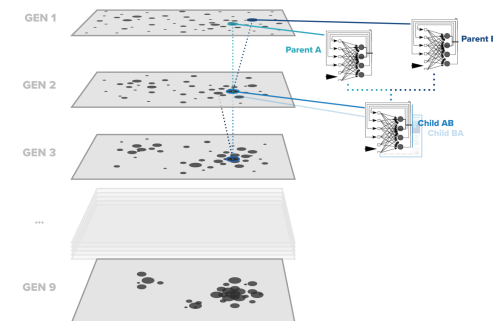 GEN 1
Parent A
Parent B
GEN 2
Child AB
Child BA
GEN 3
...
GEN 9